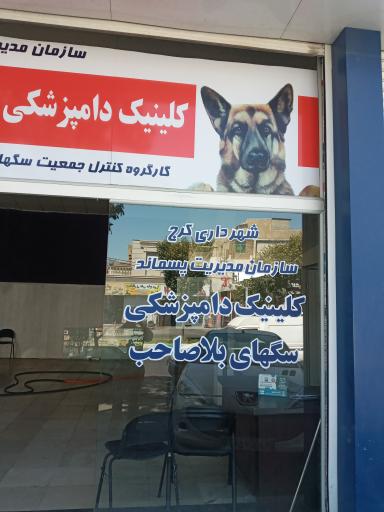 سازمان مدیر
کلینیک دامپزشکی
کارگروه کنترل جمعیت سگها
شهرداری کرج
سازمان مدیریت پسماند
کلینیک دامپزشکی
سگهای بلاصاحب